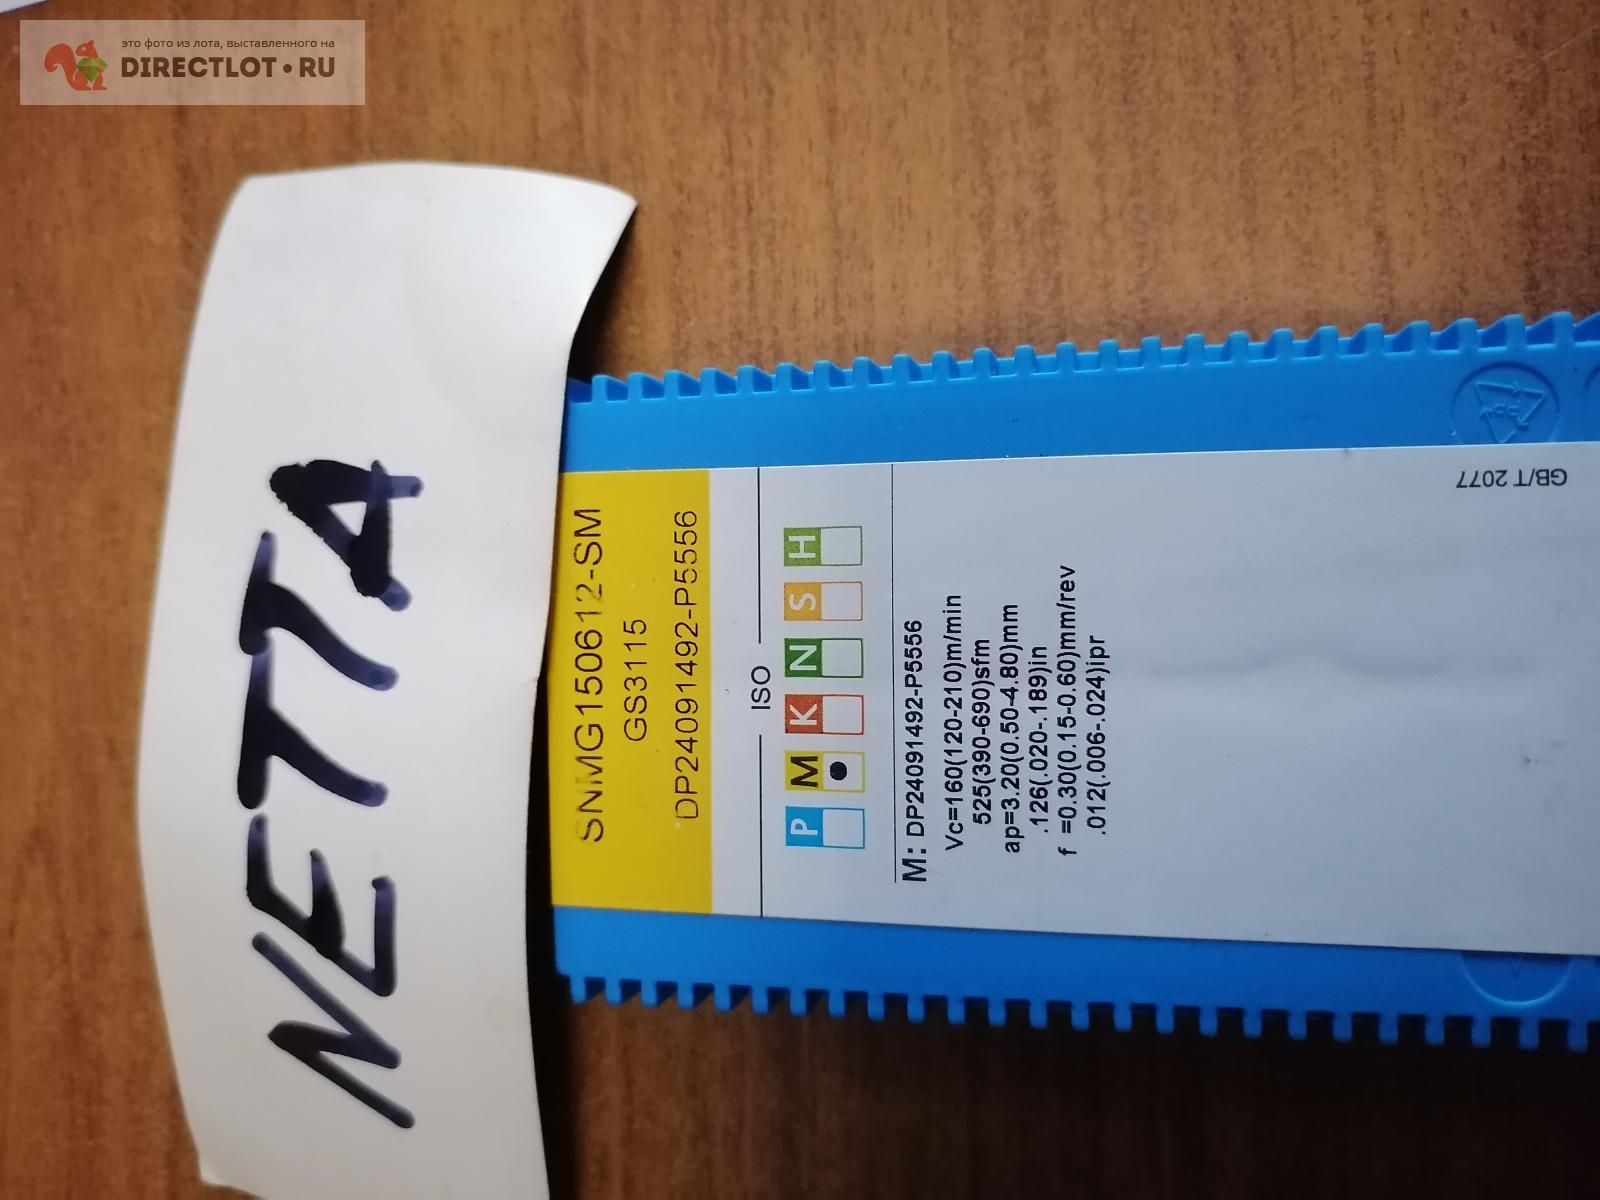 это фото из лота, выставленного на
DIRECTLOT.RU
NETTA
SNMG150612-SM
GS3115
DP24091492-P5556
ISO
P M K N S H
M: DP24091492-P5556
Vc=160(120-210)m/min
525(390-690)sfm
ap=3.20(0.50-4.80)mm
.126(.020-.189)in
f =0.30(0.15-0.60)mm/rev
.012(.006-.024)ipr
GB/T 2077